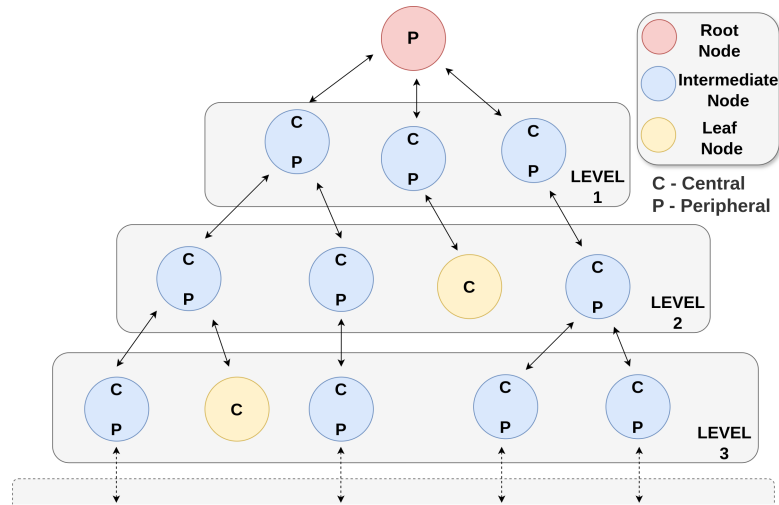 P
Root
Node
Intermediate
Node
Leaf
Node
C - Central
P - Peripheral
C
P
C
P
C
P
LEVEL
1
C
P
C
P
C
C
P
LEVEL
2
C
P
C
C
P
C
P
C
P
LEVEL
3